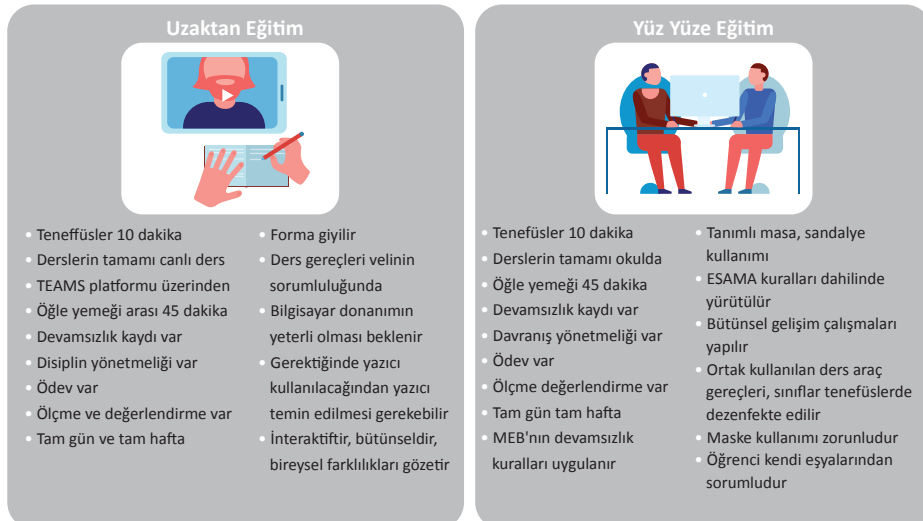 Uzaktan Eğitim
• Teneffüsler 10 dakika
• Derslerin tamamı canlı ders
• TEAMS platformu üzerinden
• Öğle yemeği arası 45 dakika
• Devamsızlık kaydı var
• Disiplin yönetmeliği var
• Ödev var
• Ölçme ve değerlendirme var
• Tam gün ve tam hafta
• Forma giyilir
• Ders gereçleri velinin
sorumluluğunda
• Bilgisayar donanımın
yeterli olması beklenir
• Gerektiğinde yazıcı
kullanılacağından yazıcı
temin edilmesi gerekebilir
• İnteraktiftir, bütünseldir,
bireysel farklılıkları gözetir
Yüz Yüze Eğitim
• Tenefüsler 10 dakika
• Derslerin tamamı okulda
• Öğle yemeği 45 dakika
• Devamsızlık kaydı var
• Davranış yönetmeliği var
• Ödev var
• Ölçme değerlendirme var
• Tam gün tam hafta
• MEB'nın devamsızlık
kuralları uygulanır
• Tanımlı masa, sandalye
kullanımı
• ESAMA kuralları dahilinde
yürütülür
• Bütünsel gelişim çalışmaları
yapılır
• Ortak kullanılan ders araç
gereçleri, sınıflar tenefüslerde
dezenfekte edilir
• Maske kullanımı zorunludur
• Öğrenci kendi eşyalarından
sorumludur